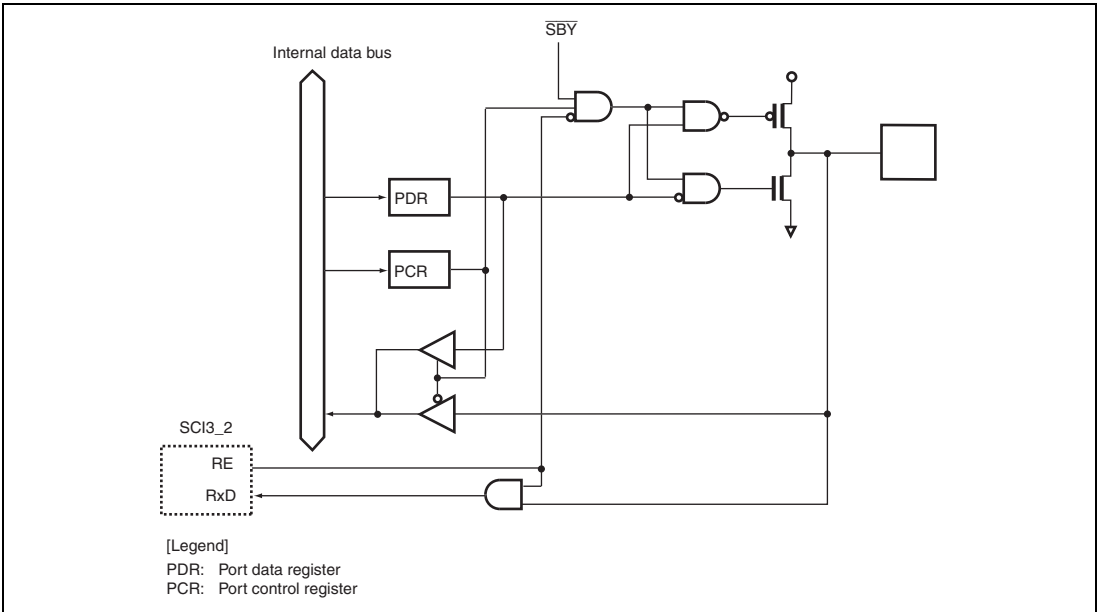 SBY
Internal data bus
PDR
PCR
SCI3_2
RE
RxD
[Legend]
PDR: Port data register
PCR: Port control register